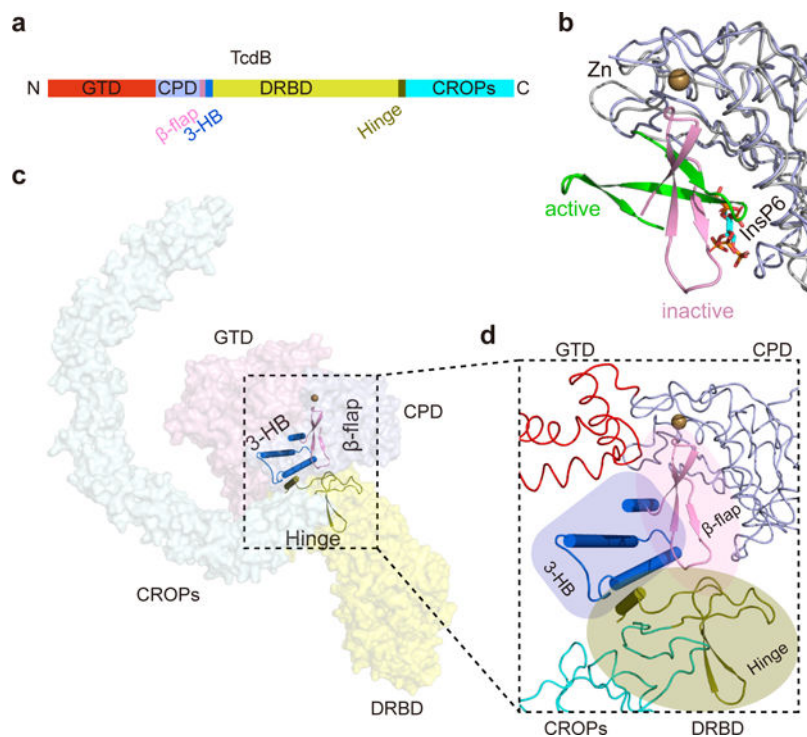 a
TcdB
N GTD CPD DRBD CROPs C
β-flap
3-HB
Hinge
b
Zn
active
InsP6
inactive
c
GTD
CPD
3-HB
β-flap
Hinge
CROPs
DRBD
d
GTD CPD
β-flap
3-HB
Hinge
CROPs DRBD